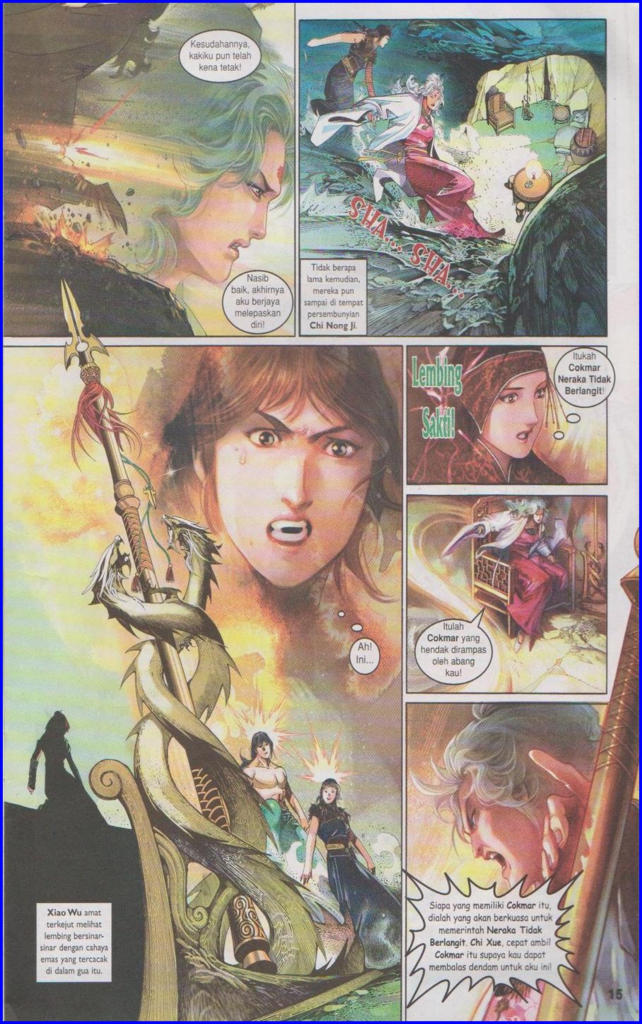 Kesudahannya,
kakiku pun telah
kena tetak!
Nasib
baik, akhirnya
aku berjaya
melepaskan
diri!
SHA... SHA...
Tidak berapa
lama kemudian,
mereka pun
sampai di tempat
persembunyian
Chi Nong Ji.
Ah!
Ini...
Xiao Wu amat
terkejut melihat
lembing bersinar-
sinar dengan cahaya
emas yang tercacak
di dalam gua itu.
Lembing
Sakti!
Itukah
Cokmar
Neraka Tidak
Berlangit!
Itulah
Cokmar yang
hendak dirampas
oleh abang
kau!
Siapa yang memiliki Cokmar itu,
dialah yang akan berkuasa untuk
memerintah Neraka Tidak
Berlangit. Chi Xue, cepat ambil
Cokmar itu supaya kau dapat
membalas dendam untuk aku ini!
15